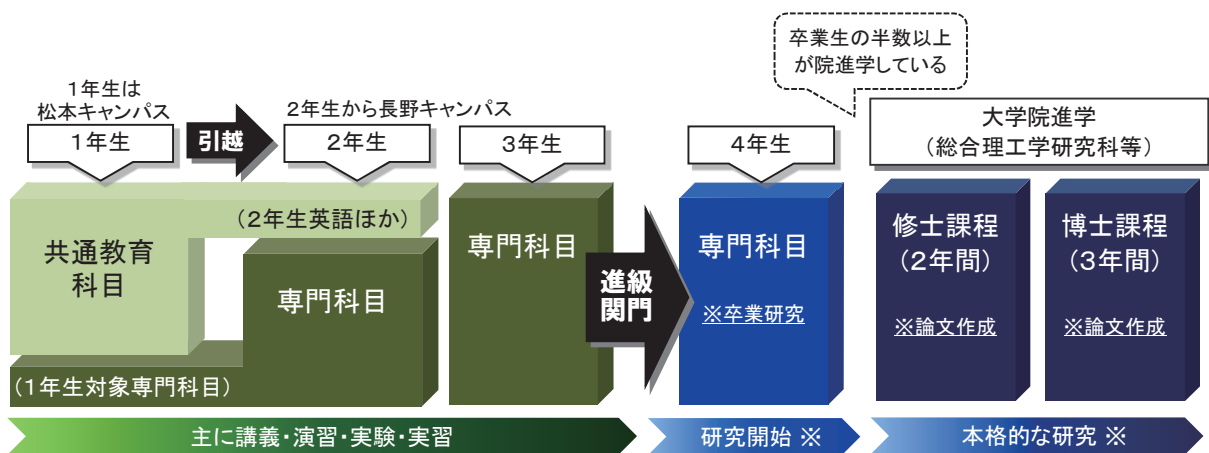 卒業生の半数以上
が院進学している
1年生は
松本キャンパス
1年生
引越
2年生から長野キャンパス
2年生
3年生
4年生
大学院進学
（総合理工学研究科等）
共通教育
科目
（2年生英語ほか）
専門科目
（1年生対象専門科目）
専門科目
進級
関門
専門科目
※卒業研究
修士課程
（2年間）
※論文作成
博士課程
（3年間）
※論文作成
主に講義・演習・実験・実習
研究開始 ※
本格的な研究 ※